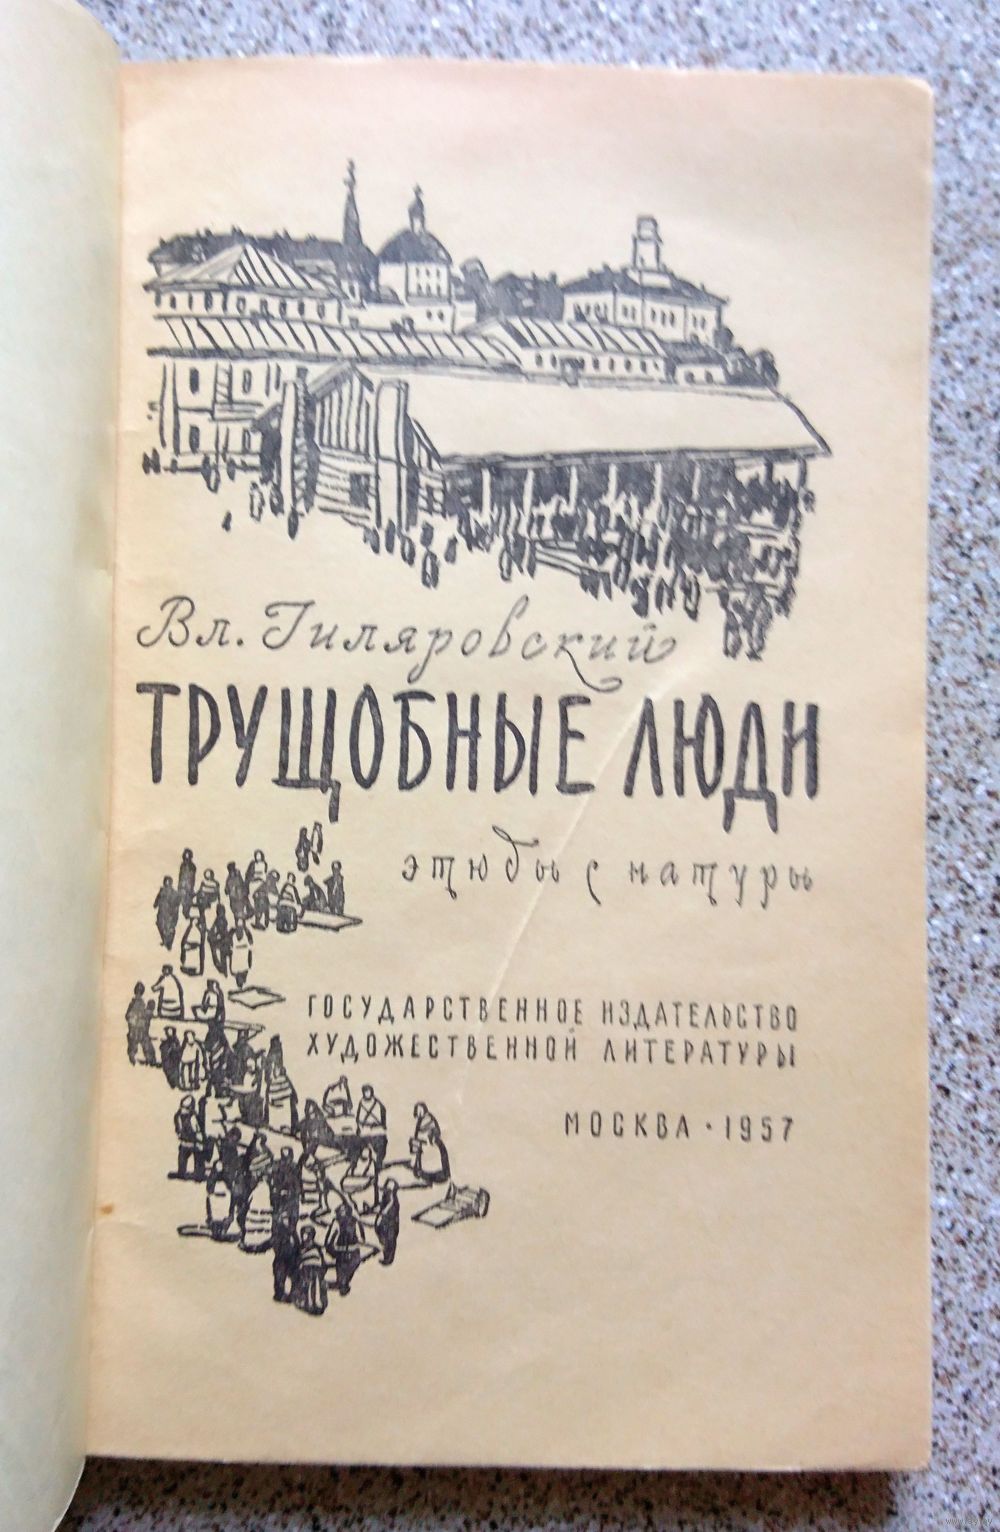 Вл. Гиляровский
ТРУЩОБНЫЕ ЛЮДИ
этюды с натуры
ГОСУДАРСТВЕННОЕ ИЗДАТЕЛЬСТВО
ХУДОЖЕСТВЕННОЙ ЛИТЕРАТУРЫ
МОСКВА · 1957